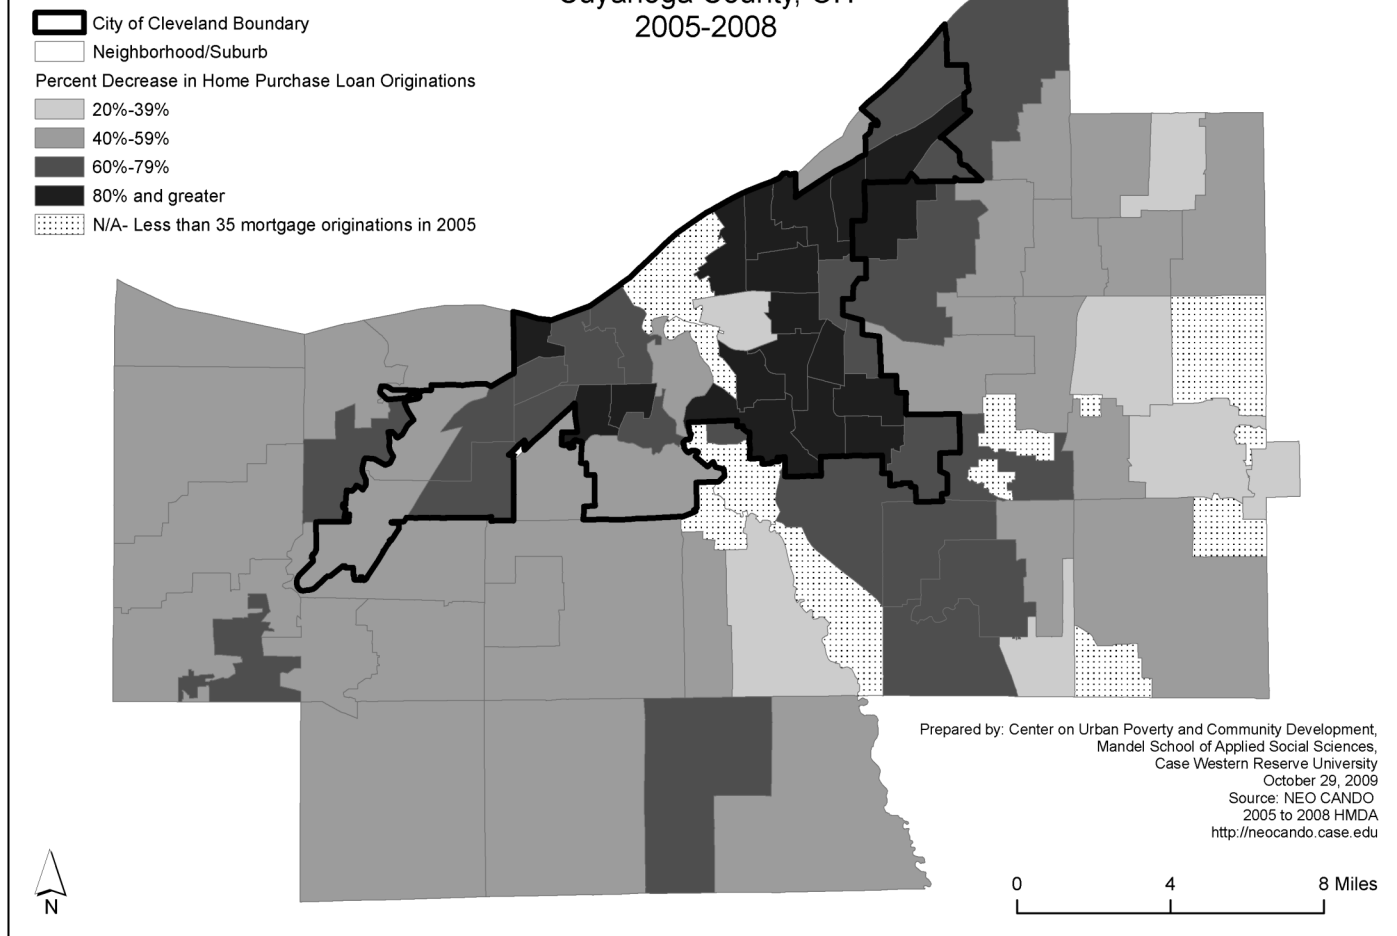 Cuyahoga County, OH
2005-2008
City of Cleveland Boundary
Neighborhood/Suburb
Percent Decrease in Home Purchase Loan Originations
20%-39%
40%-59%
60%-79%
80% and greater
N/A- Less than 35 mortgage originations in 2005
Prepared by: Center on Urban Poverty and Community Development,
Mandel School of Applied Social Sciences,
Case Western Reserve University
October 29, 2009
Source: NEO CANDO
2005 to 2008 HMDA
http://neocando.case.edu
0 4 8 Miles
N